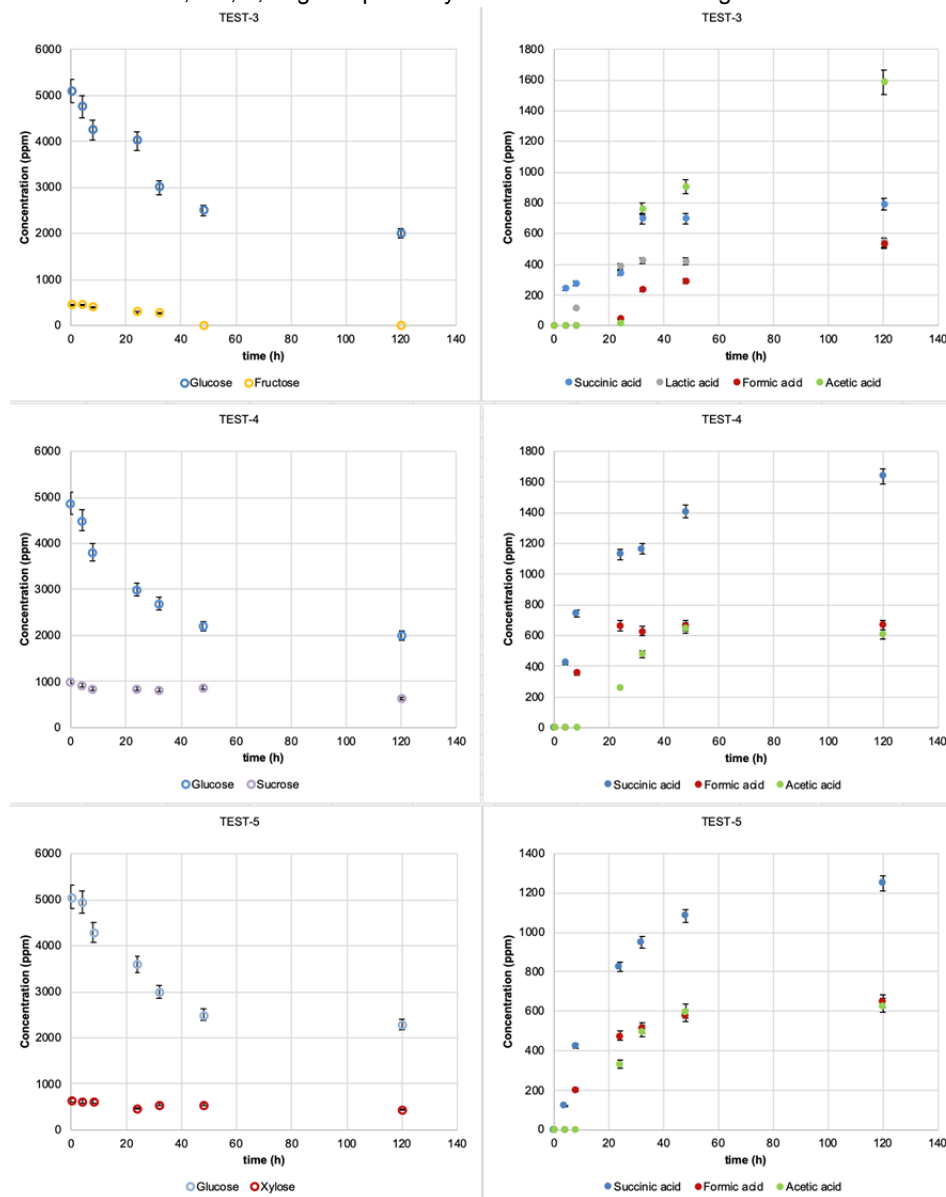 TEST-3
6000
5000
4000
3000
2000
1000
0
Concentration (ppm)
0 20 40 60 80 100 120 140
time (h)
Glucose Fructose
TEST-3
1800
1600
1400
1200
1000
800
600
400
200
0
Concentration (ppm)
0 20 40 60 80 100 120 140
time (h)
Succinic acid Lactic acid Formic acid Acetic acid
TEST-4
6000
5000
4000
3000
2000
1000
0
Concentration (ppm)
0 20 40 60 80 100 120 140
time (h)
Glucose Sucrose
TEST-4
1800
1600
1400
1200
1000
800
600
400
200
0
Concentration (ppm)
0 20 40 60 80 100 120 140
time (h)
Succinic acid Formic acid Acetic acid
TEST-5
6000
5000
4000
3000
2000
1000
0
Concentration (ppm)
0 20 40 60 80 100 120 140
time (h)
Glucose Xylose
TEST-5
1400
1200
1000
800
600
400
200
0
Concentration (ppm)
0 20 40 60 80 100 120 140
time (h)
Succinic acid Formic acid Acetic acid